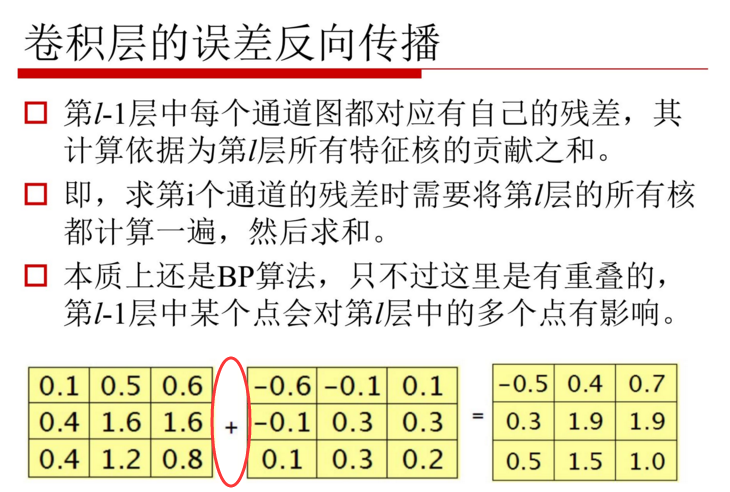 卷积层的误差反向传播
第l-1层中每个通道图都对应有自己的残差，其
计算依据为第l层所有特征核的贡献之和。
即，求第i个通道的残差时需要将第l层的所有核
都计算一遍，然后求和。
本质上还是BP算法，只不过这里是有重叠的，
第l-1层中某个点会对第l层中的多个点有影响。
0.1 0.5 0.6 -0.6 -0.1 0.1 -0.5 0.4 0.7
0.4 1.6 1.6 + -0.1 0.3 0.3 = 0.3 1.9 1.9
0.4 1.2 0.8 0.1 0.3 0.2 0.5 1.5 1.0